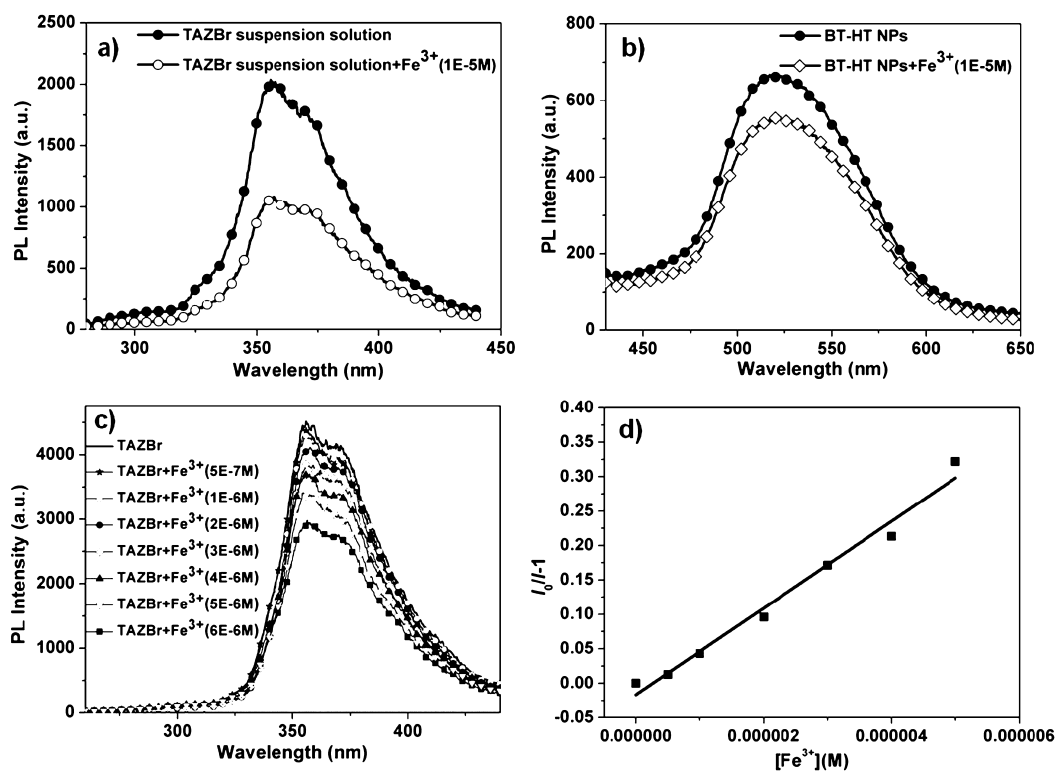 a)
TAZBr suspension solution
TAZBr suspension solution+Fe³⁺(1E-5M)
PL Intensity (a.u.)
2500
2000
1500
1000
500
0
300
350
400
450
Wavelength (nm)
b)
BT-HT NPs
BT-HT NPs+Fe³⁺(1E-5M)
PL Intensity (a.u.)
800
600
400
200
0
450
500
550
600
650
Wavelength (nm)
c)
TAZBr
TAZBr+Fe³⁺(5E-7M)
TAZBr+Fe³⁺(1E-6M)
TAZBr+Fe³⁺(2E-6M)
TAZBr+Fe³⁺(3E-6M)
TAZBr+Fe³⁺(4E-6M)
TAZBr+Fe³⁺(5E-6M)
TAZBr+Fe³⁺(6E-6M)
PL Intensity (a.u.)
4000
3000
2000
1000
0
300
350
400
Wavelength (nm)
d)
I₀/I-1
0.40
0.35
0.30
0.25
0.20
0.15
0.10
0.05
0.00
-0.05
0.000000
0.000002
0.000004
0.000006
[Fe³⁺](M)